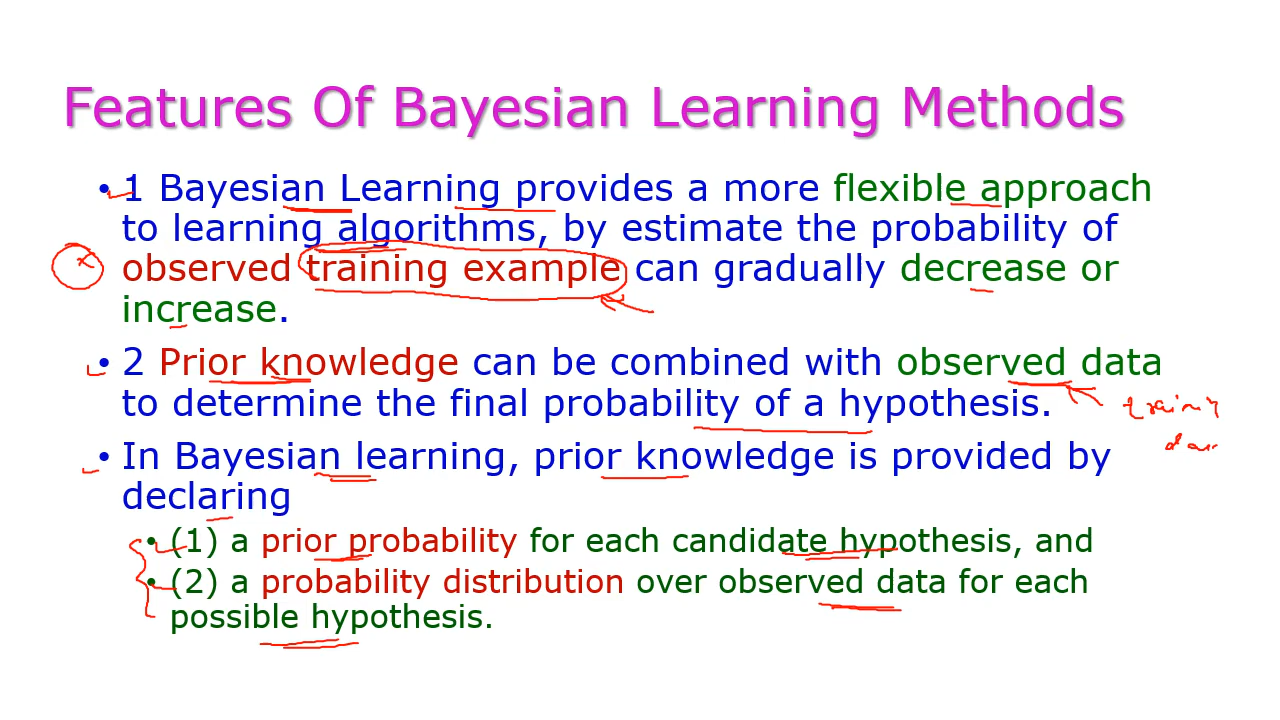 Features Of Bayesian Learning Methods
• 1 Bayesian Learning provides a more flexible approach
to learning algorithms, by estimate the probability of
observed training example can gradually decrease or
increase.
• 2 Prior knowledge can be combined with observed data
to determine the final probability of a hypothesis.
• In Bayesian learning, prior knowledge is provided by
declaring
• (1) a prior probability for each candidate hypothesis, and
• (2) a probability distribution over observed data for each
possible hypothesis.